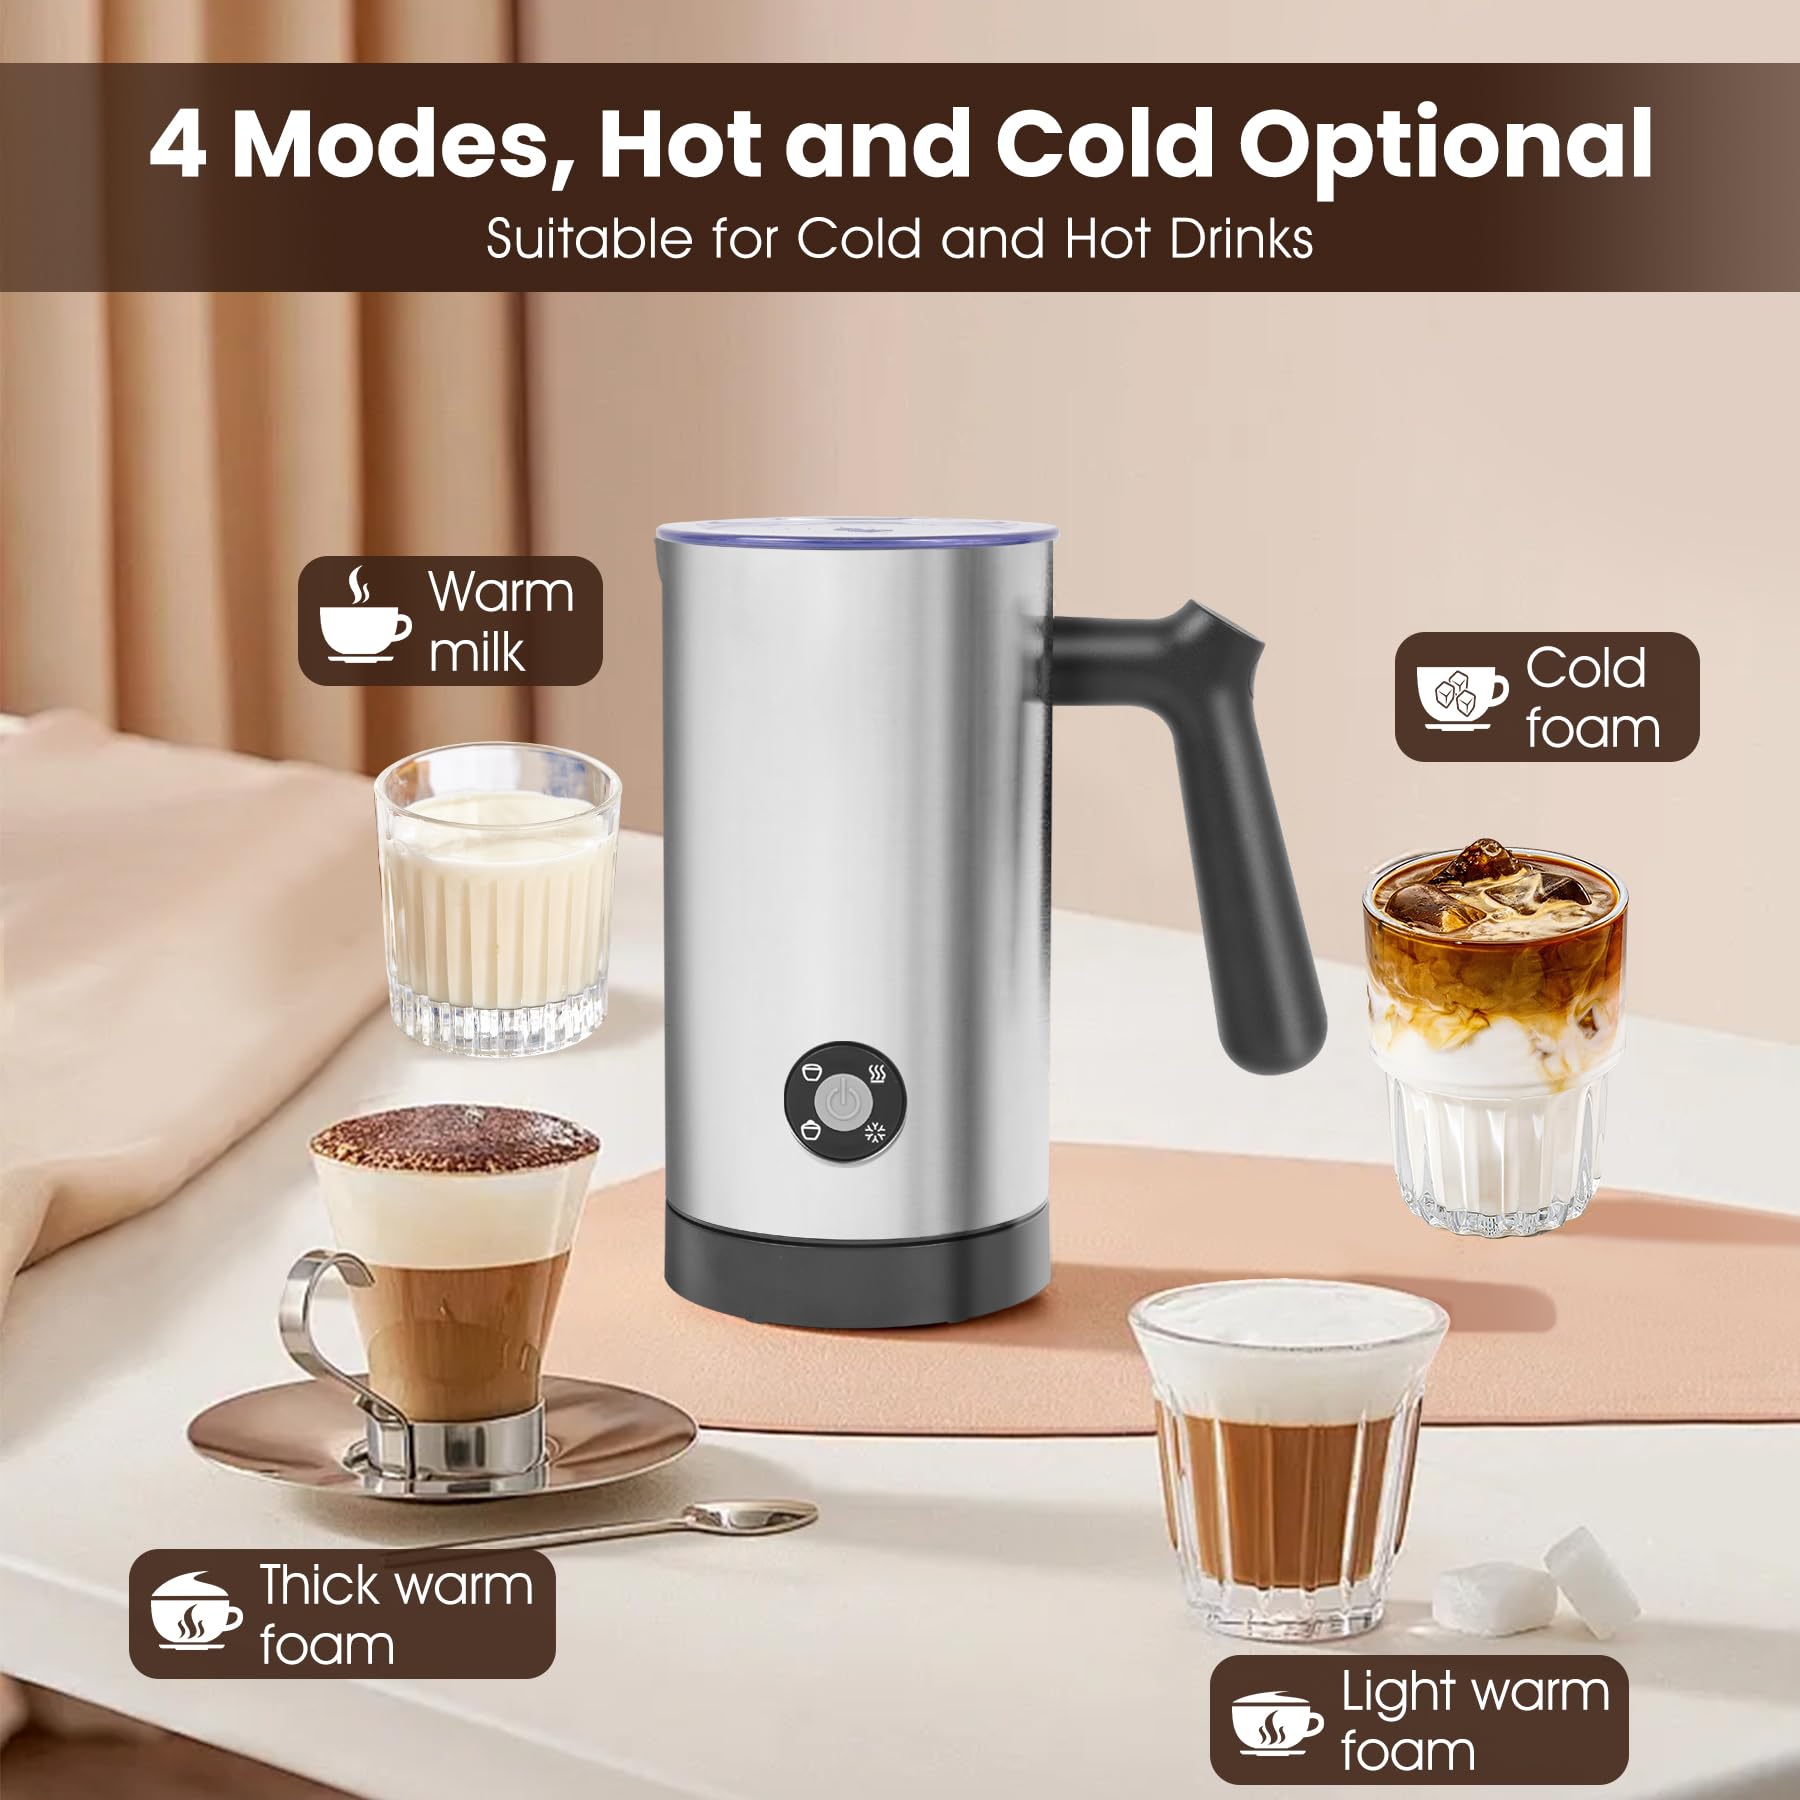 4 Modes, Hot and Cold Optional
Suitable for Cold and Hot Drinks
Warm
milk
Cold
foam
Thick warm
foam
Light warm
foam